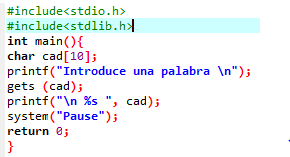 #include<stdio.h>
#include<stdlib.h>
int main(){
char cad[10];
printf("Introduce una palabra \n");
gets (cad);
printf("\n %s ", cad);
system("Pause");
return 0;
}